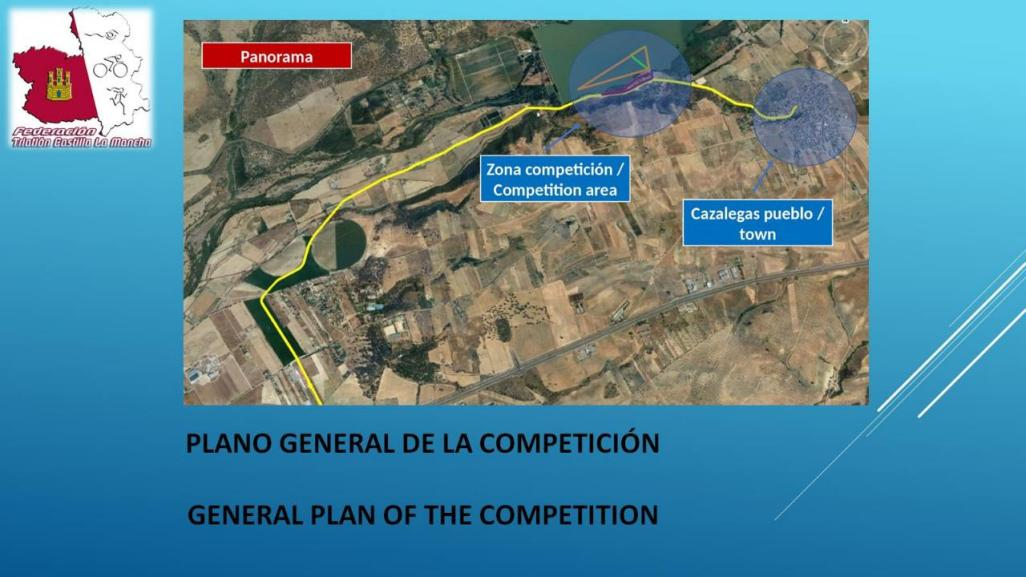 Federación
Triatlón Castilla La Mancha
Panorama
Zona competición /
Competition area
Cazalegas pueblo /
town
PLANO GENERAL DE LA COMPETICIÓN
GENERAL PLAN OF THE COMPETITION